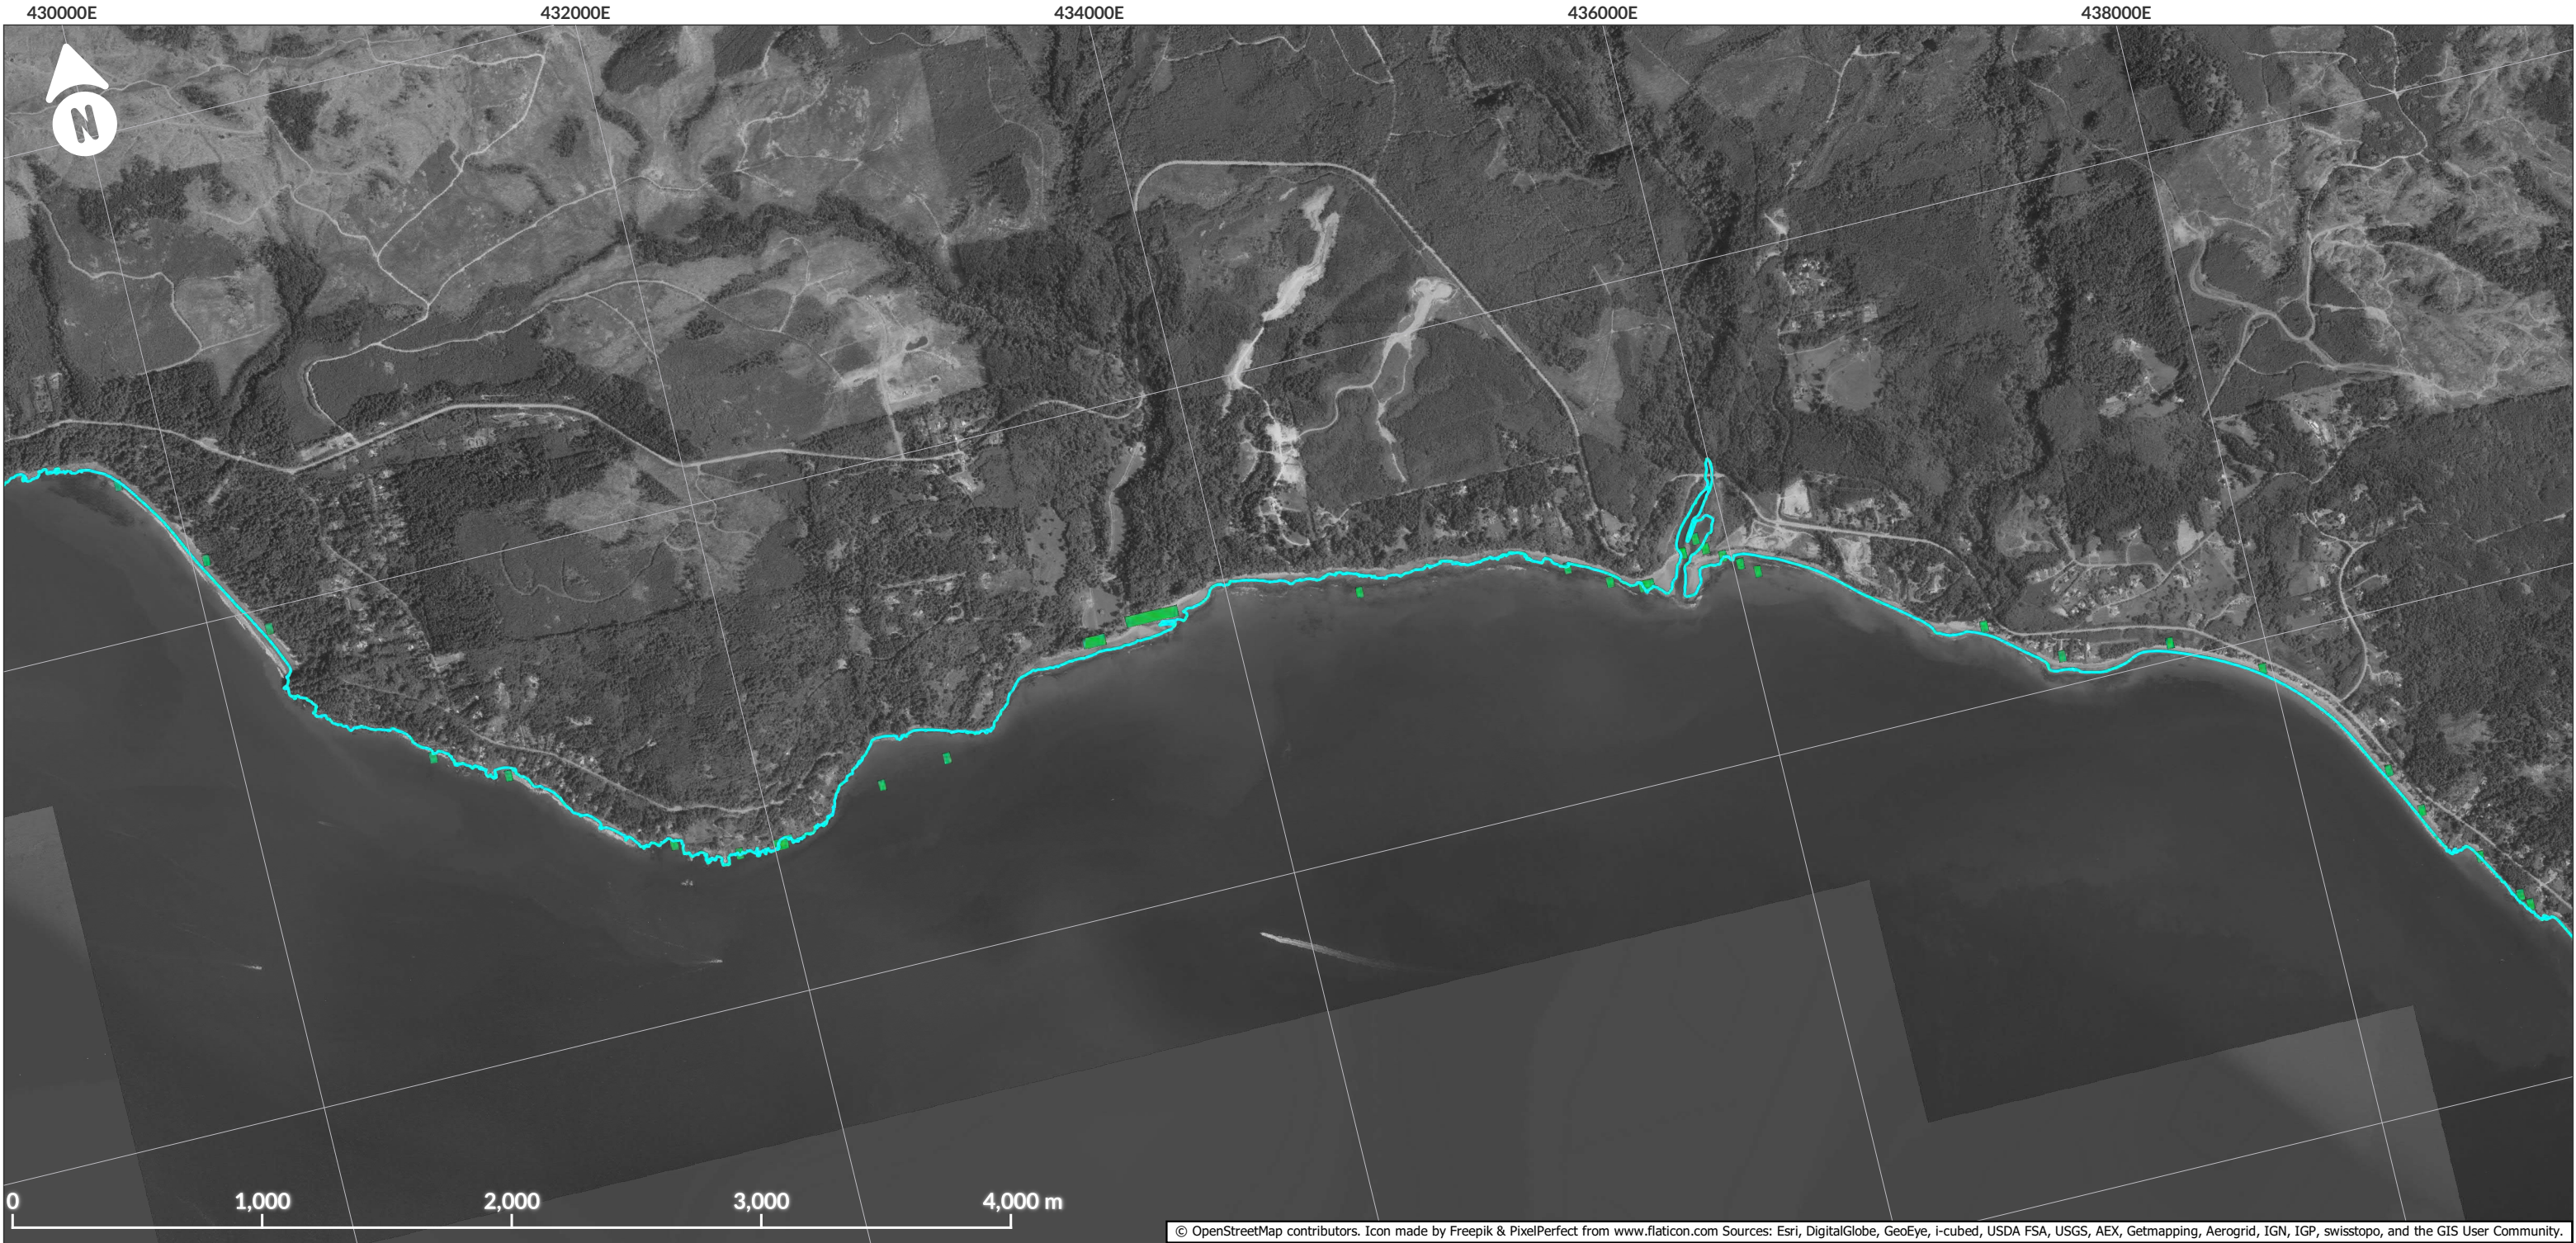 430000E 432000E 434000E 436000E 438000E
N
0 1,000 2,000 3,000 4,000 m
© OpenStreetMap contributors. Icon made by Freepik & PixelPerfect from www.flaticon.com Sources: Esri, DigitalGlobe, GeoEye, i-cubed, USDA FSA, USGS, AEX, Getmapping, Aerogrid, IGN, IGP, swisstopo, and the GIS User Community.